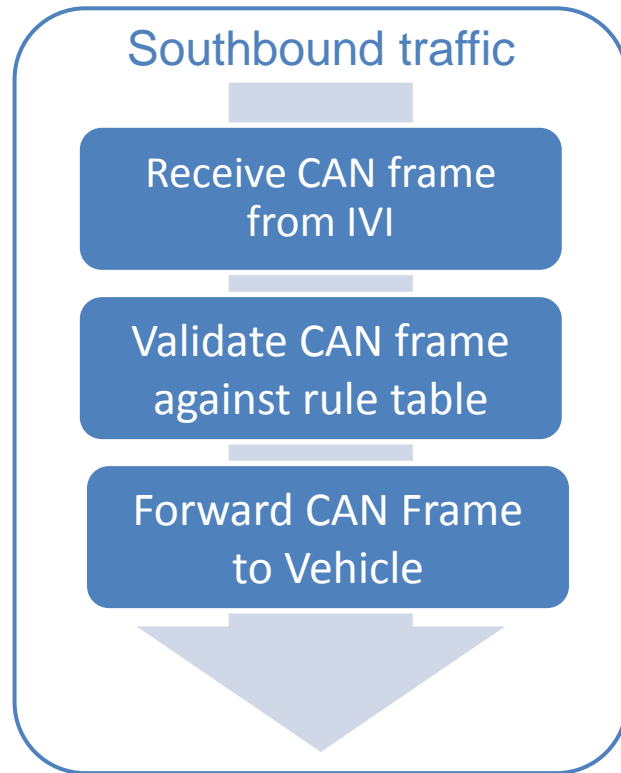 Southbound traffic
Receive CAN frame
from IVI
Validate CAN frame
against rule table
Forward CAN Frame
to Vehicle